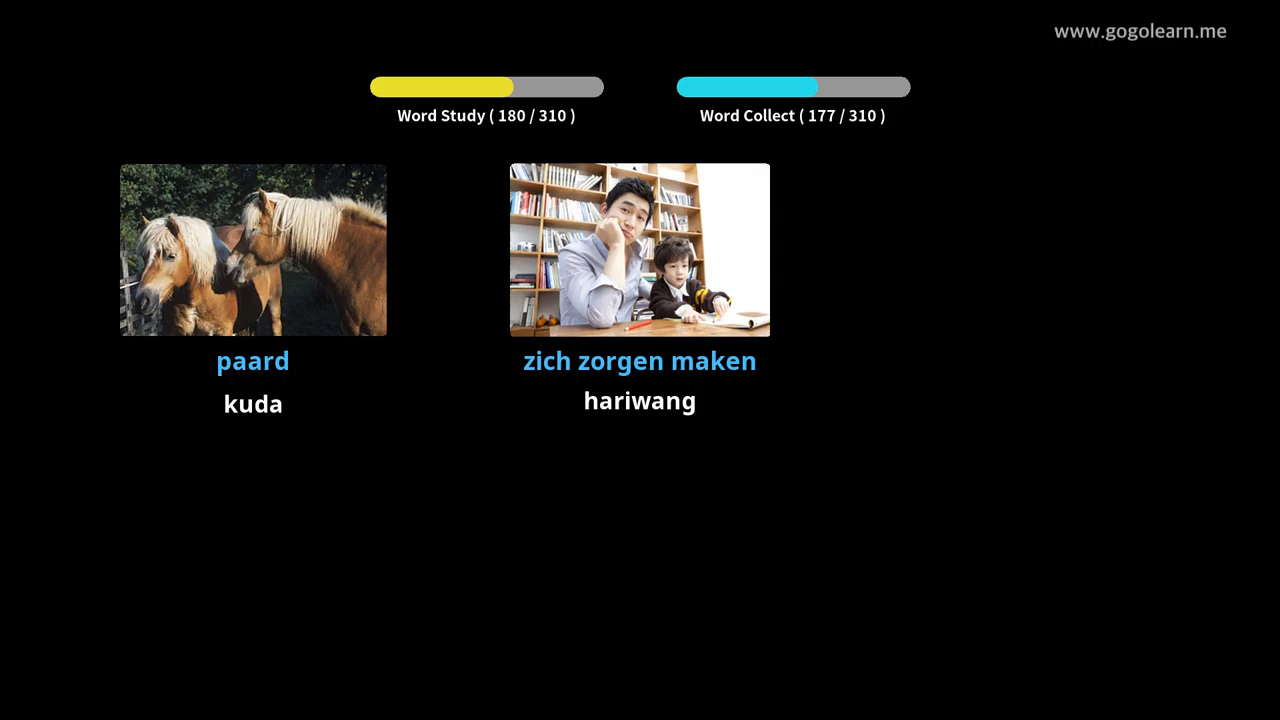 www.gogolearn.me
Word Study ( 180 / 310 )
Word Collect ( 177 / 310 )
paard
kuda
zich zorgen maken
hariwang